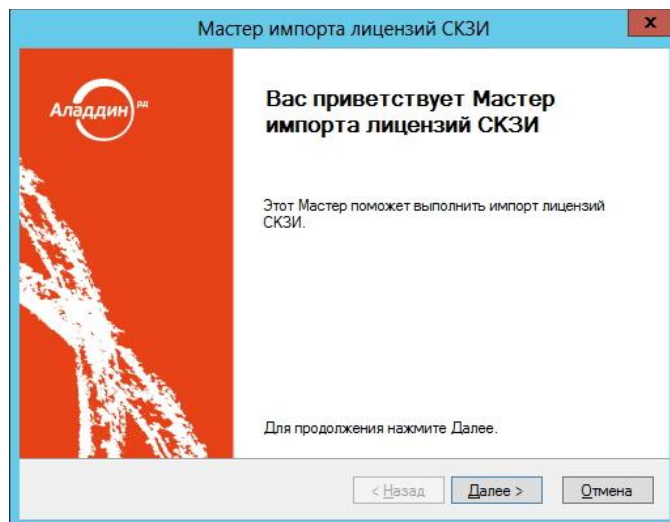 Мастер импорта лицензий СКЗИ
x
Аладдин РД
Вас приветствует Мастер
импорта лицензий СКЗИ
Этот Мастер поможет выполнить импорт лицензий
СКЗИ.
Для продолжения нажмите Далее.
< Назад
Далее >
Отмена